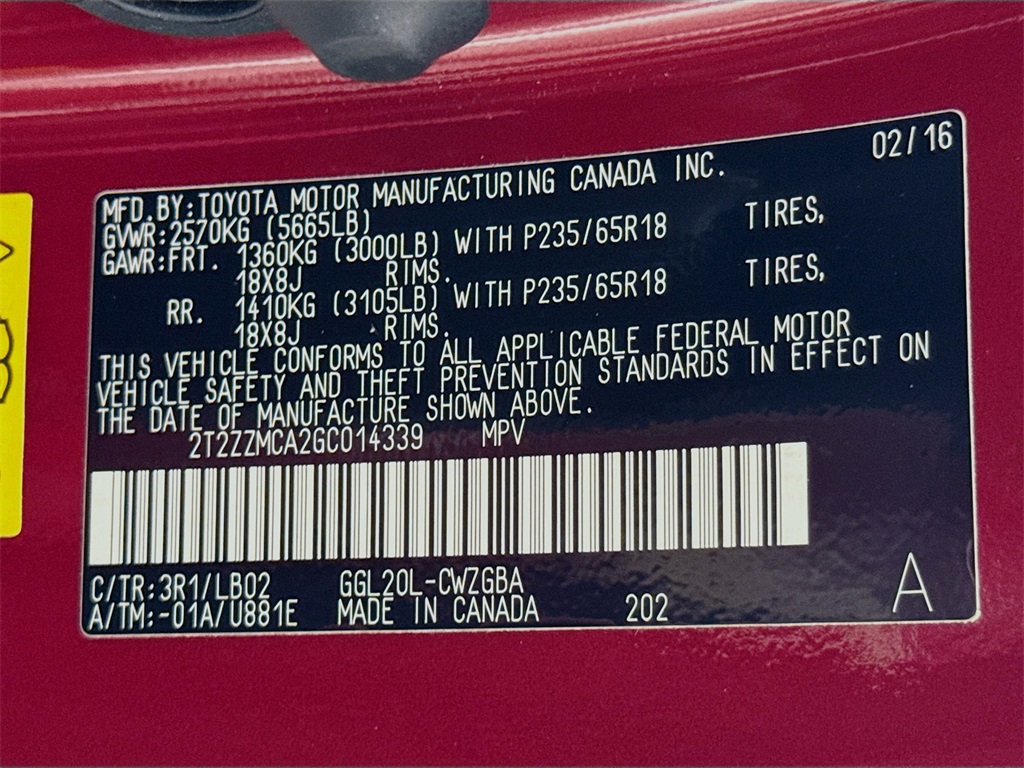 02/16
MFD.BY:TOYOTA MOTOR MANUFACTURING CANADA INC.
GVWR:2570KG (5665LB)
GAWR:FRT. 1360KG (3000LB) WITH P235/65R18 TIRES,
18X8J RIMS.
RR. 1410KG (3105LB) WITH P235/65R18 TIRES,
18X8J RIMS.
THIS VEHICLE CONFORMS TO ALL APPLICABLE FEDERAL MOTOR
VEHICLE SAFETY AND THEFT PREVENTION STANDARDS IN EFFECT ON
THE DATE OF MANUFACTURE SHOWN ABOVE.
2T2ZZMCA2GC014339 MPV
C/TR:3R1/LB02 GGL20L-CWZGBA A
A/TM:-01A/U881E MADE IN CANADA 202